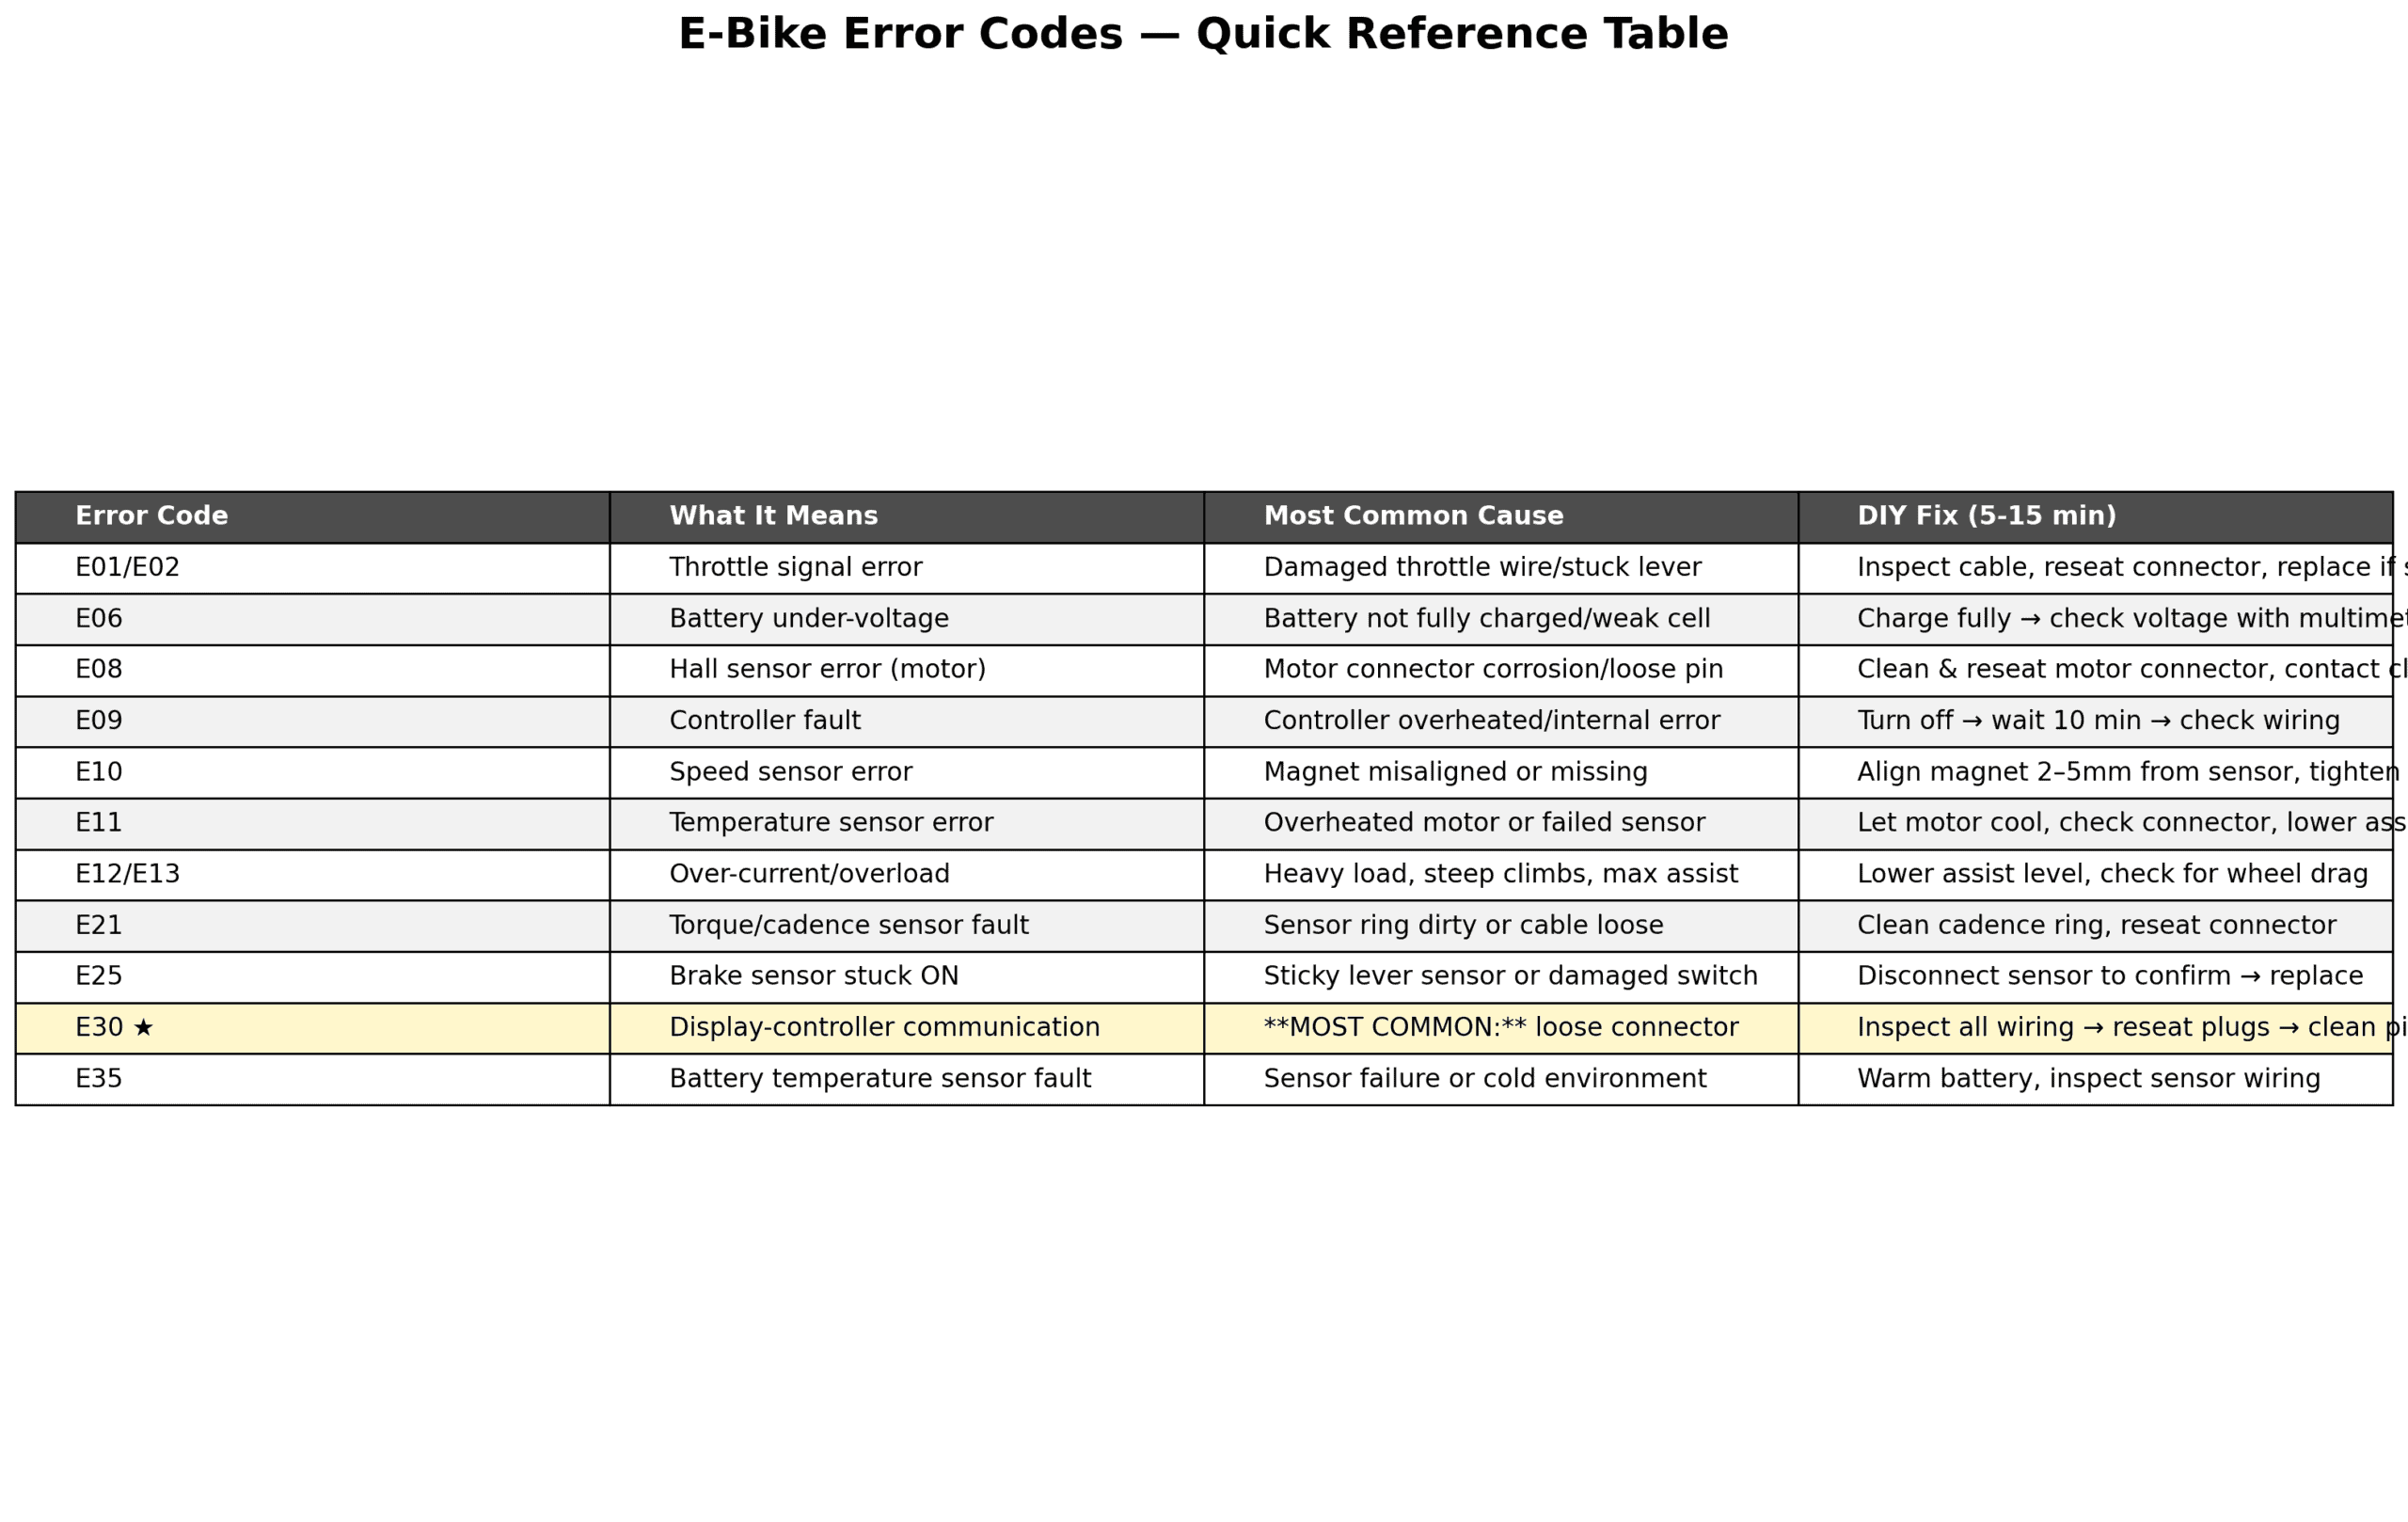 E-Bike Error Codes — Quick Reference Table
Error Code What It Means Most Common Cause DIY Fix (5-15 min)
E01/E02 Throttle signal error Damaged throttle wire/stuck lever Inspect cable, reseat connector, replace if
E06 Battery under-voltage Battery not fully charged/weak cell Charge fully → check voltage with
E08 Hall sensor error (motor) Motor connector corrosion/loose pin Clean & reseat motor connector, contact
E09 Controller fault Controller overheated/internal error Turn off → wait 10 min → check wiring
E10 Speed sensor error Magnet misaligned or missing Align magnet 2–5mm from sensor, tighten
E11 Temperature sensor error Overheated motor or failed sensor Let motor cool, check connector, lower
E12/E13 Over-current/overload Heavy load, steep climbs, max assist Lower assist level, check for wheel drag
E21 Torque/cadence sensor fault Sensor ring dirty or cable loose Clean cadence ring, reseat connector
E25 Brake sensor stuck ON Sticky lever sensor or damaged switch Disconnect sensor to confirm → replace
E30 ★ Display-controller communication **MOST COMMON:** loose connector Inspect all wiring → reseat plugs → clean
E35 Battery temperature sensor fault Sensor failure or cold environment Warm battery, inspect sensor wiring